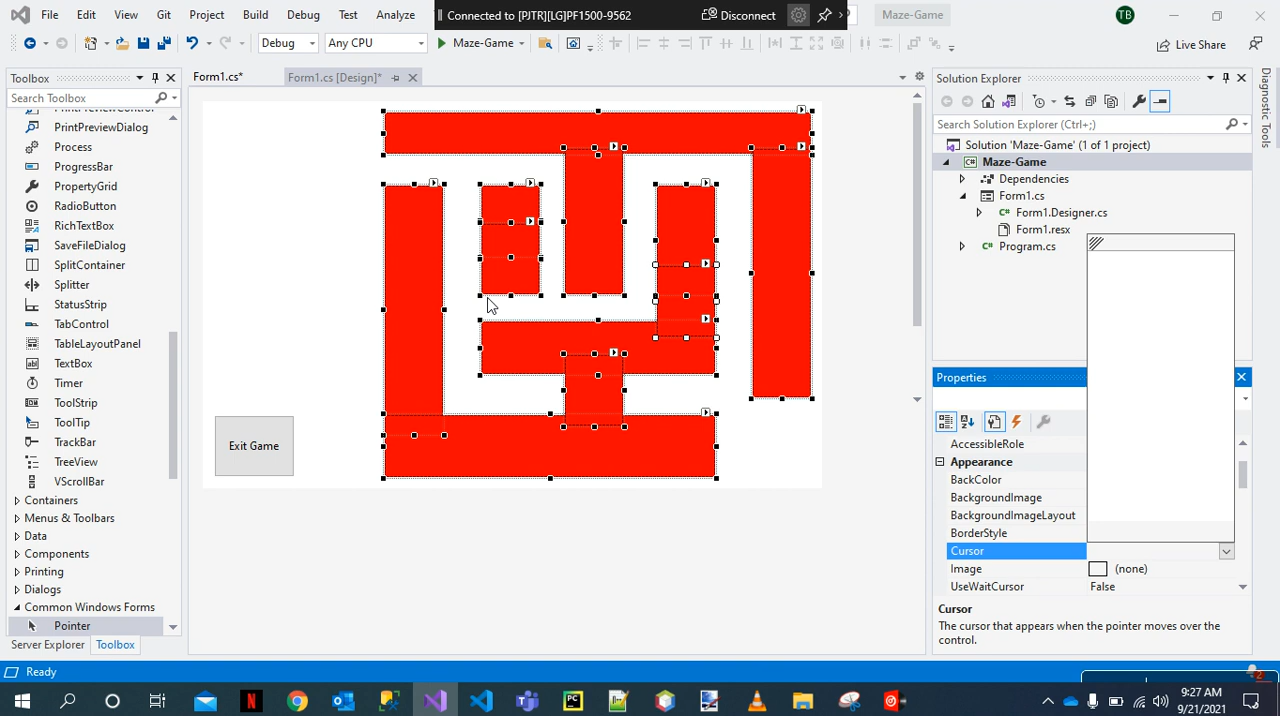 File Edit View Git Project Build Debug Test Analyze
Connected to [PJTR][LG]PF1500-9562
Disconnect
Maze-Game
TB
Debug
Any CPU
Maze-Game
Live Share
Toolbox
Search Toolbox
PrintPreviewControl
PrintPreviewDialog
Process
ProgressBar
PropertyGrid
RadioButton
RichTextBox
SaveFileDialog
SplitContainer
Splitter
StatusStrip
TabControl
TableLayoutPanel
TextBox
Timer
ToolStrip
ToolTip
TrackBar
TreeView
VScrollBar
Containers
Menus & Toolbars
Data
Components
Printing
Dialogs
Common Windows Forms
Pointer
Server Explorer Toolbox
Form1.cs*
Form1.cs [Design]*
Exit Game
Solution Explorer
Search Solution Explorer (Ctrl+;)
Solution 'Maze-Game' (1 of 1 project)
Maze-Game
Dependencies
Form1.cs
Form1.Designer.cs
Form1.resx
Program.cs
Diagnostic Tools
Properties
AccessibleRole
Appearance
BackColor
BackgroundImage
BackgroundImageLayout
BorderStyle
Cursor
Image (none)
UseWaitCursor False
Cursor
The cursor that appears when the pointer moves over the
control.
Ready
2
9:27 AM
9/21/2021